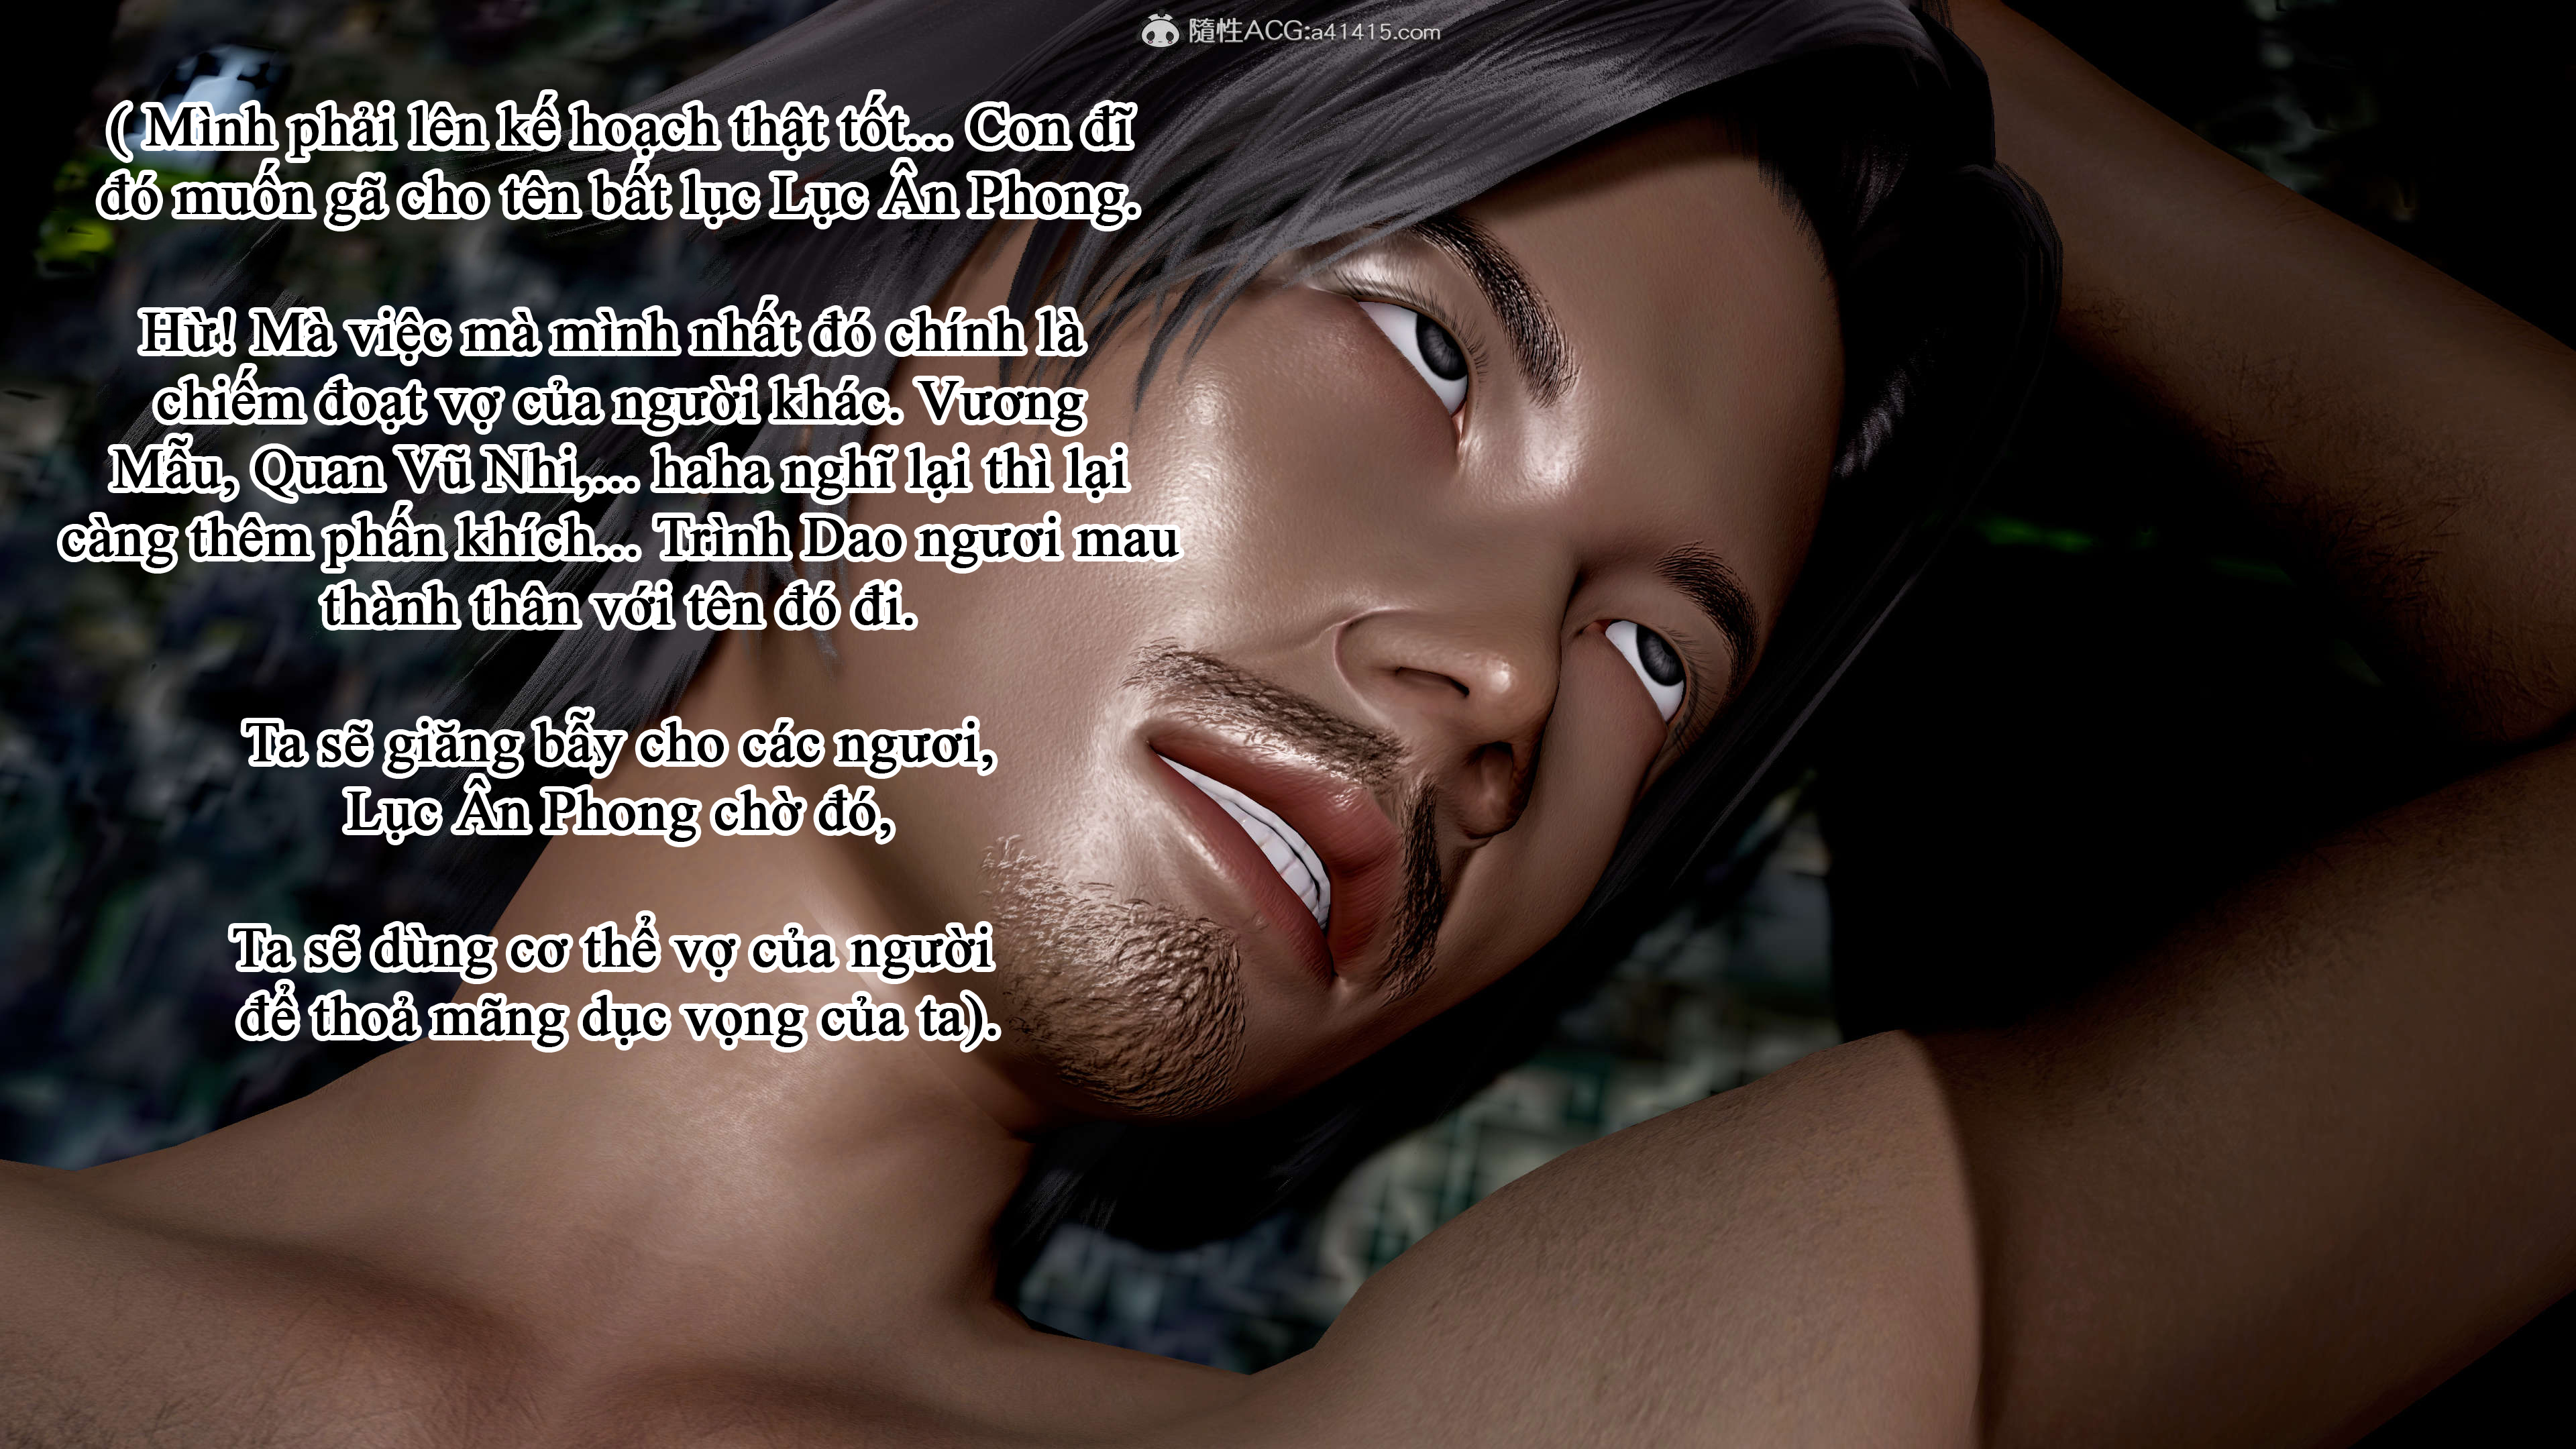 隨性ACG:a41415.com
( Mình phải lên kế hoạch thật tốt... Con đĩ
đó muốn gã cho tên bất lục Lục Ân Phong.
Hừ! Mà việc mà mình nhất đó chính là
chiếm đoạt vợ của người khác. Vương
Mẫu, Quan Vũ Nhi,... haha nghĩ lại thì lại
càng thêm phấn khích... Trình Dao ngươi mau
thành thân với tên đó đi.
Ta sẽ giăng bẫy cho các ngươi,
Lục Ân Phong chờ đó,
Ta sẽ dùng cơ thể vợ của người
để thoả mãng dục vọng của ta).